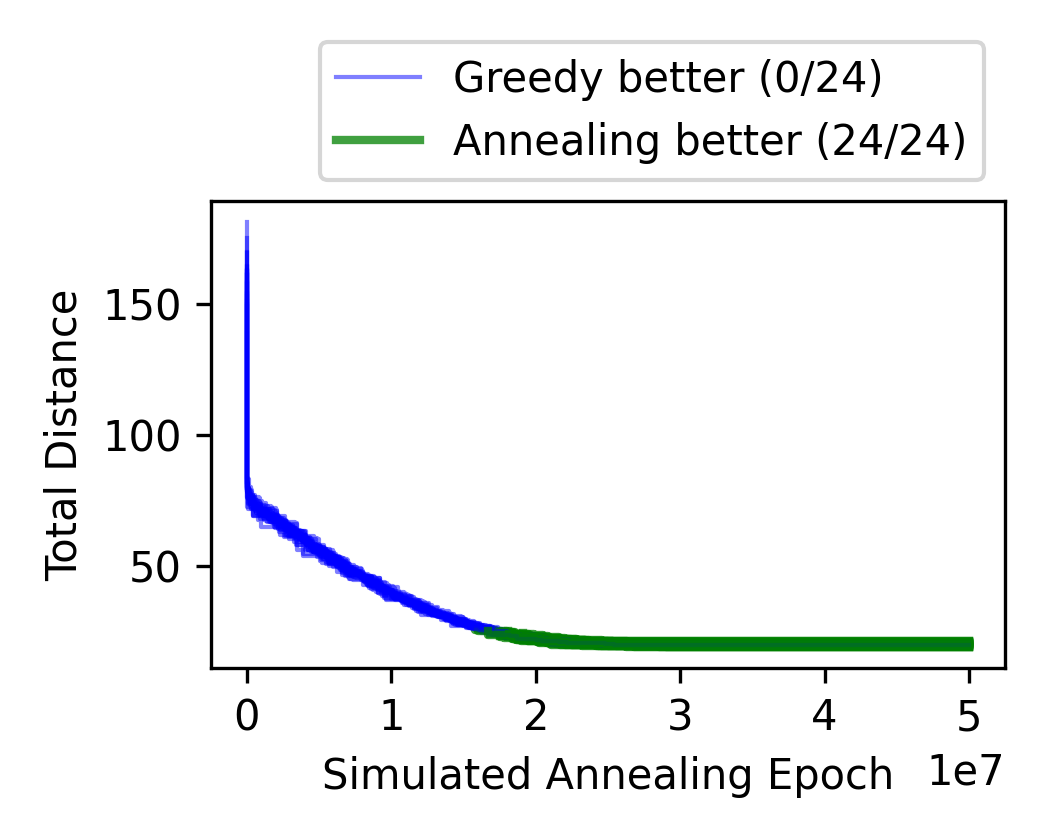 Greedy better (0/24)
Annealing better (24/24)
Total Distance
150
100
50
0 1 2 3 4 5
1e7
Simulated Annealing Epoch